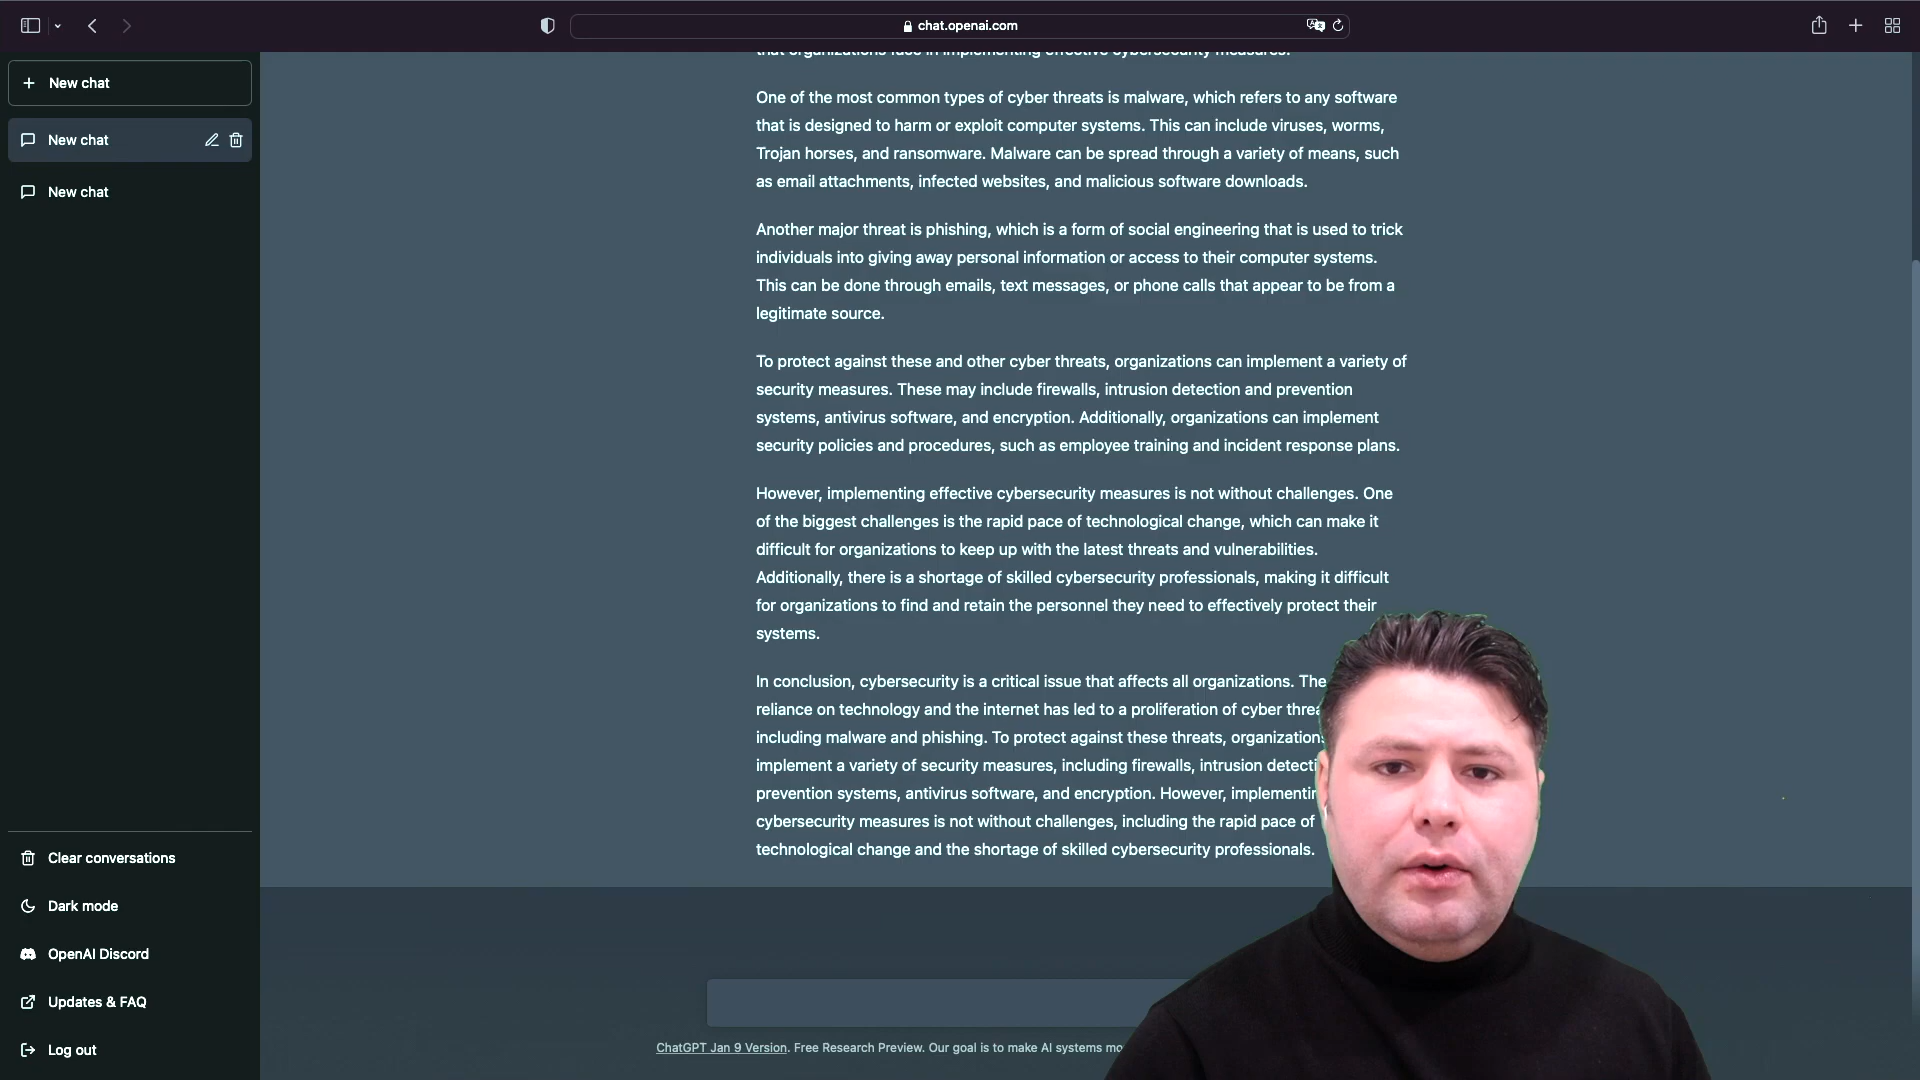 chat.openai.com
New chat
New chat
New chat
Clear conversations
Dark mode
OpenAI Discord
Updates & FAQ
Log out
that organizations face in implementing effective cybersecurity measures.
One of the most common types of cyber threats is malware, which refers to any software
that is designed to harm or exploit computer systems. This can include viruses, worms,
Trojan horses, and ransomware. Malware can be spread through a variety of means, such
as email attachments, infected websites, and malicious software downloads.
Another major threat is phishing, which is a form of social engineering that is used to trick
individuals into giving away personal information or access to their computer systems.
This can be done through emails, text messages, or phone calls that appear to be from a
legitimate source.
To protect against these and other cyber threats, organizations can implement a variety of
security measures. These may include firewalls, intrusion detection and prevention
systems, antivirus software, and encryption. Additionally, organizations can implement
security policies and procedures, such as employee training and incident response plans.
However, implementing effective cybersecurity measures is not without challenges. One
of the biggest challenges is the rapid pace of technological change, which can make it
difficult for organizations to keep up with the latest threats and vulnerabilities.
Additionally, there is a shortage of skilled cybersecurity professionals, making it difficult
for organizations to find and retain the personnel they need to effectively protect their
systems.
In conclusion, cybersecurity is a critical issue that affects all organizations. The
reliance on technology and the internet has led to a proliferation of cyber
including malware and phishing. To protect against these threats, organizations
implement a variety of security measures, including firewalls, intrusion
prevention systems, antivirus software, and encryption. However,
cybersecurity measures is not without challenges, including the rapid pace of
technological change and the shortage of skilled cybersecurity professionals.
ChatGPT Jan 9 Version. Free Research Preview. Our goal is to make AI systems